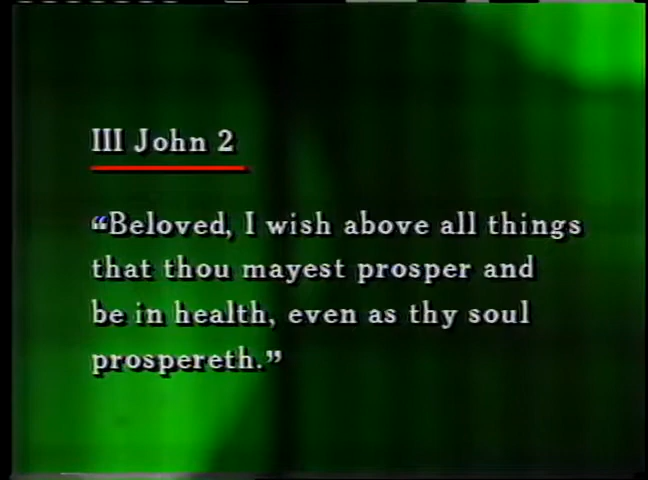 III John 2
“Beloved, I wish above all things
that thou mayest prosper and
be in health, even as thy soul
prospereth.”